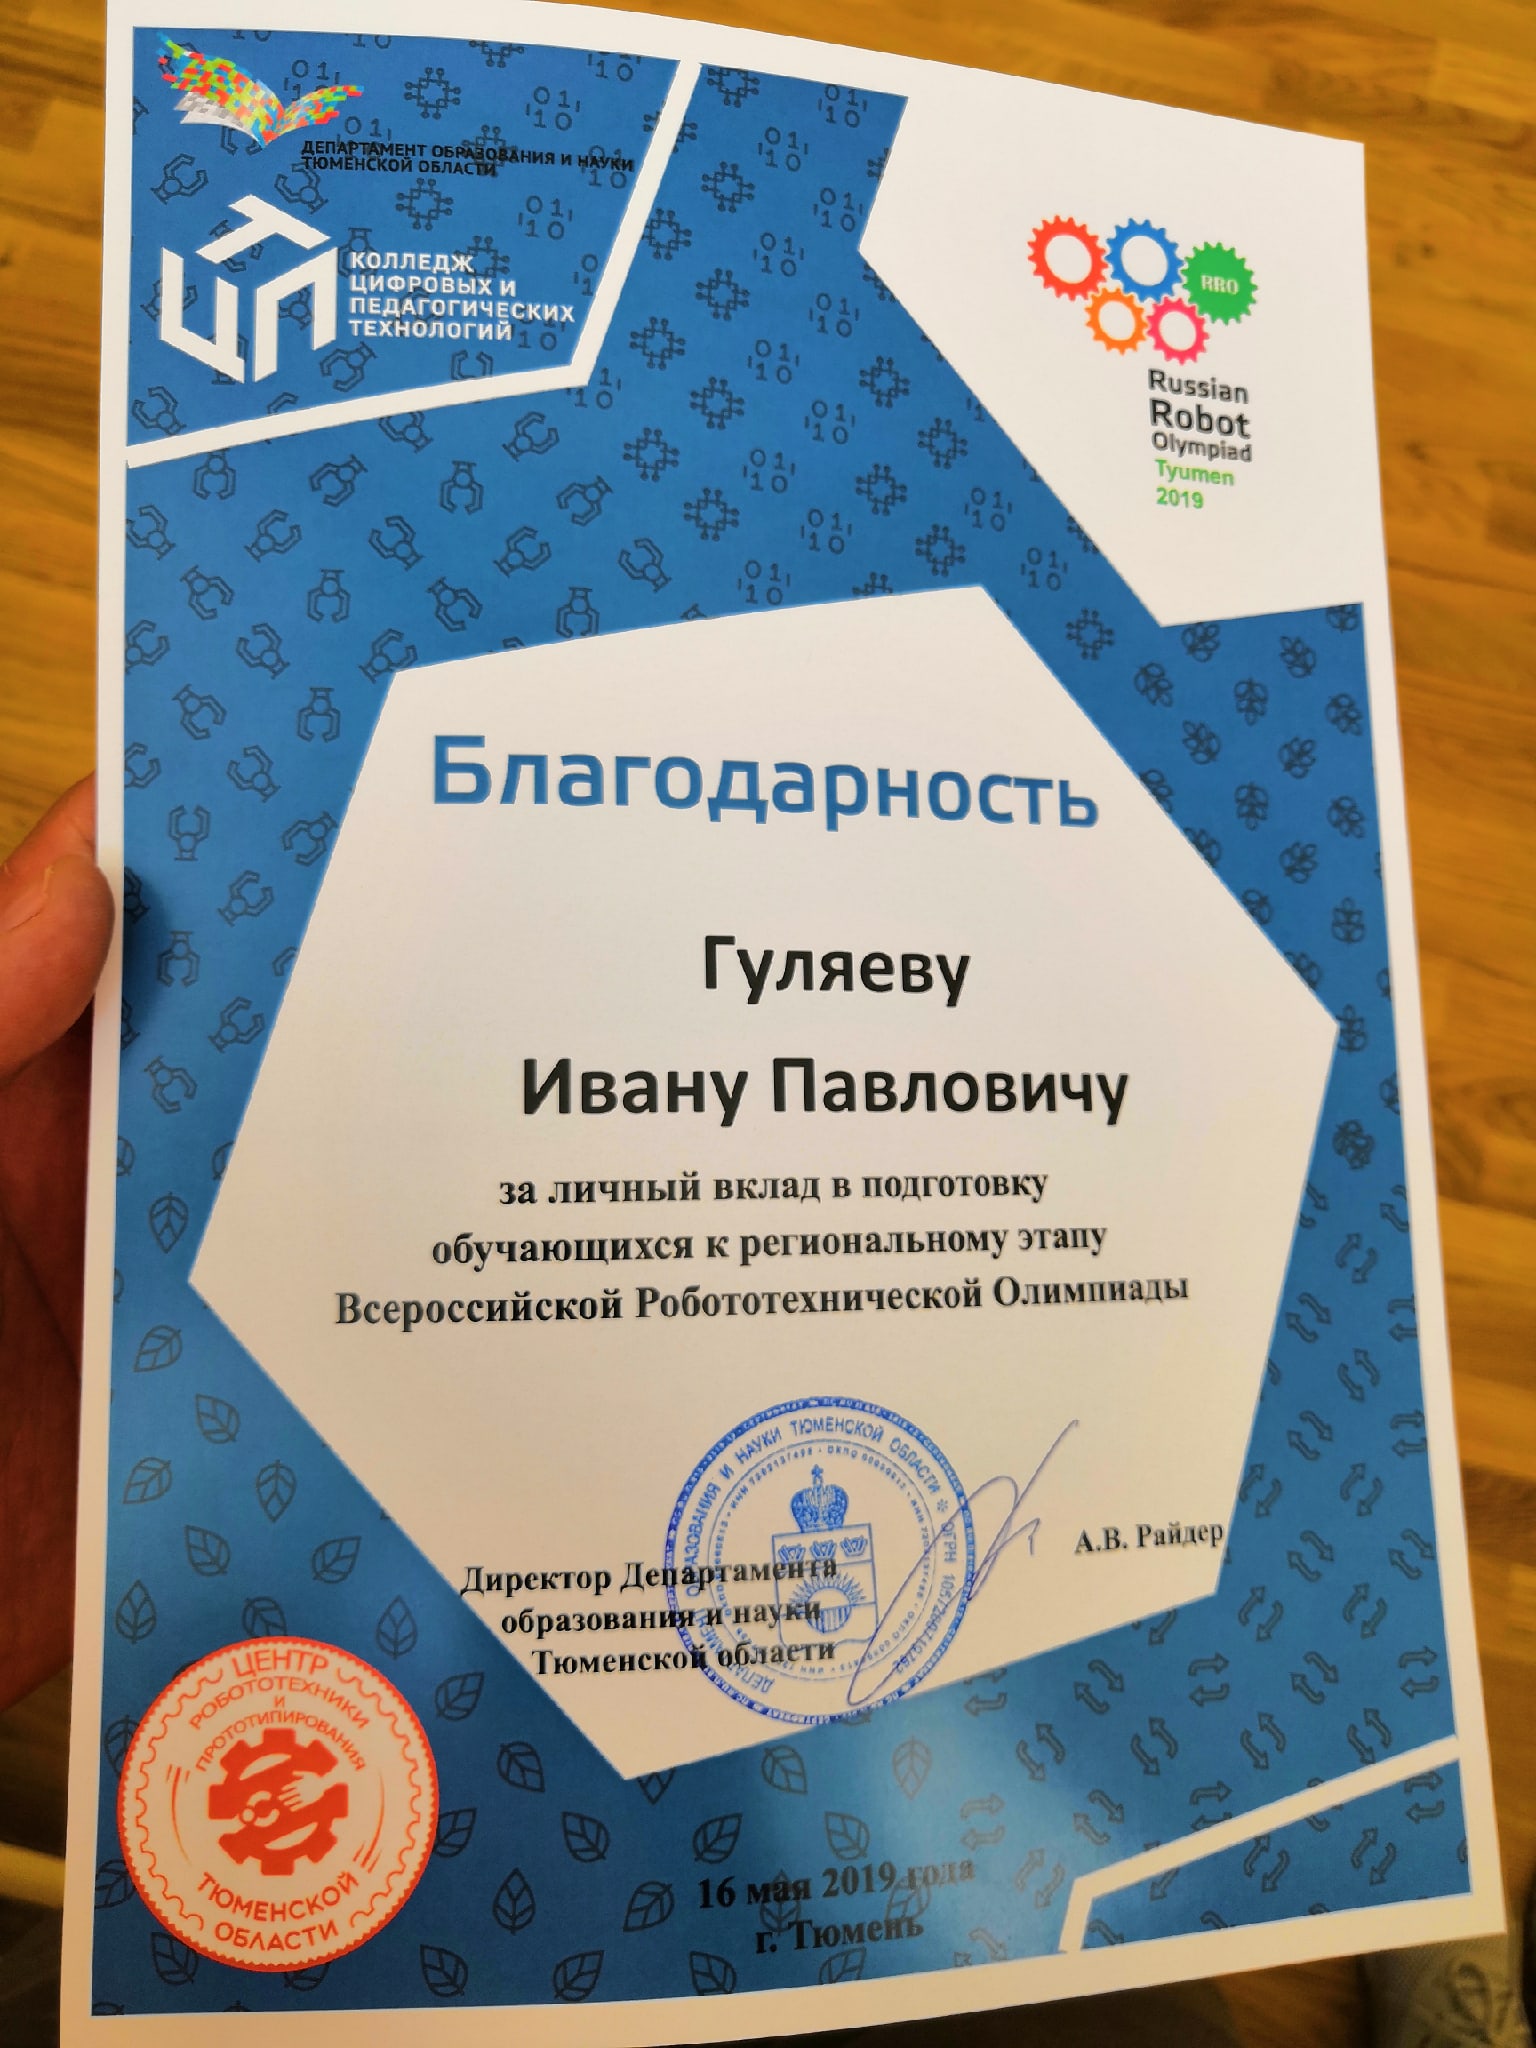 ДЕПАРТАМЕНТ ОБРАЗОВАНИЯ И НАУКИ
ТЮМЕНСКОЙ ОБЛАСТИ
ЦТП
КОЛЛЕДЖ
ЦИФРОВЫХ И
ПЕДАГОГИЧЕСКИХ
ТЕХНОЛОГИЙ
RRO
Russian
Robot
Olympiad
Tyumen
2019
Благодарность
Гуляеву
Ивану Павловичу
за личный вклад в подготовку
обучающихся к региональному этапу
Всероссийской Робототехнической Олимпиады
Директор Департамента
образования и науки
Тюменской области
А.В. Райдер
ОБРАЗОВАНИЯ И НАУКИ ТЮМЕНСКОЙ ОБЛАСТИ
ЦЕНТР
РОБОТОТЕХНИКИ
И
ПРОТОТИПИРОВАНИЯ
ТЮМЕНСКОЙ
ОБЛАСТИ
16 мая 2019 года
г. Тюмень